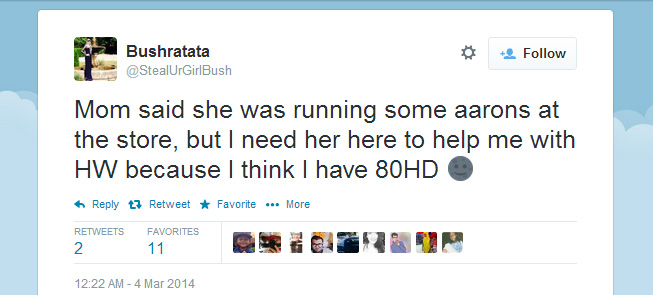 Bushratata
@StealUrGirlBush
Follow
Mom said she was running some aarons at
the store, but I need her here to help me with
HW because I think I have 80HD
Reply Retweet Favorite More
RETWEETS FAVORITES
2 11
12:22 AM - 4 Mar 2014